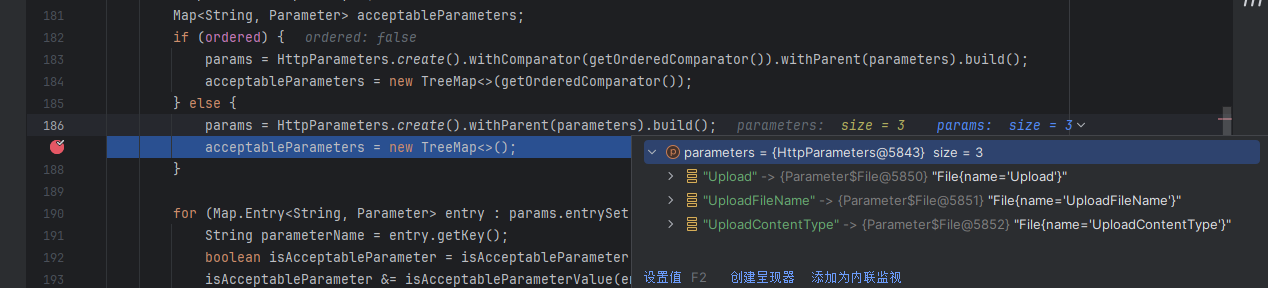 181 Map<String, Parameter> acceptableParameters;
182 if (ordered) { ordered: false
183 params = HttpParameters.create().withComparator(getOrderedComparator()).withParent(parameters).build();
184 acceptableParameters = new TreeMap<>(getOrderedComparator());
185 } else {
186 params = HttpParameters.create().withParent(parameters).build(); parameters: size = 3 params: size = 3
acceptableParameters = new TreeMap<>();
parameters = {HttpParameters@5843} size = 3
188 }
"Upload" -> {Parameter$File@5850} "File{name='Upload'}"
189
"UploadFileName" -> {Parameter$File@5851} "File{name='UploadFileName'}"
190 for (Map.Entry<String, Parameter> entry : params.entrySet
"UploadContentType" -> {Parameter$File@5852} "File{name='UploadContentType'}"
191 String parameterName = entry.getKey();
192 boolean isAcceptableParameter = isAcceptableParameter
193 isAcceptableParameter &= isAcceptableParameterValue(en
设置值 F2 创建呈现器 添加为内联监视